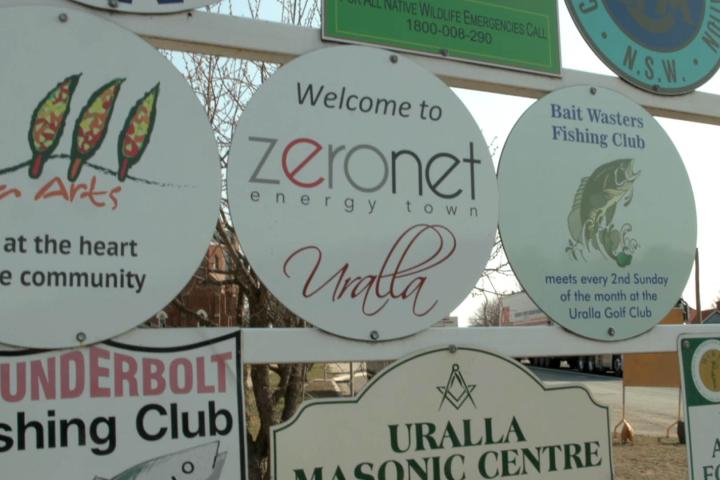 FOR ALL NATIVE WILDLIFE EMERGENCIES CALL
1800-008-290
N.S.W.
Arts
at the heart
community
Welcome to
zeronet
energy town
Uralla
Bait Wasters
Fishing Club
meets every 2nd Sunday
of the month at the
Uralla Golf Club
UNDERBOLT
shing Club
URALLA
MASONIC CENTRE